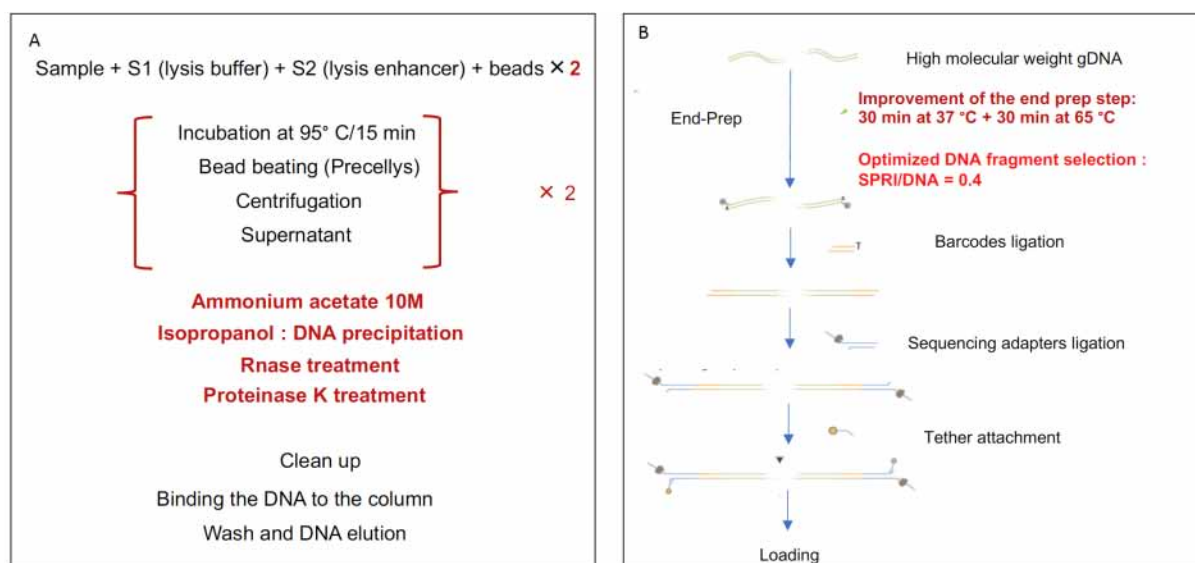 A
Sample + S1 (lysis buffer) + S2 (lysis enhancer) + beads × 2
Incubation at 95° C/15 min
Bead beating (Precellys)
Centrifugation
Supernatant
× 2
Ammonium acetate 10M
Isopropanol : DNA precipitation
Rnase treatment
Proteinase K treatment
Clean up
Binding the DNA to the column
Wash and DNA elution
B
High molecular weight gDNA
End-Prep
Improvement of the end prep step:
30 min at 37 °C + 30 min at 65 °C
Optimized DNA fragment selection :
SPRI/DNA = 0.4
T
Barcodes ligation
Sequencing adapters ligation
Tether attachment
Loading